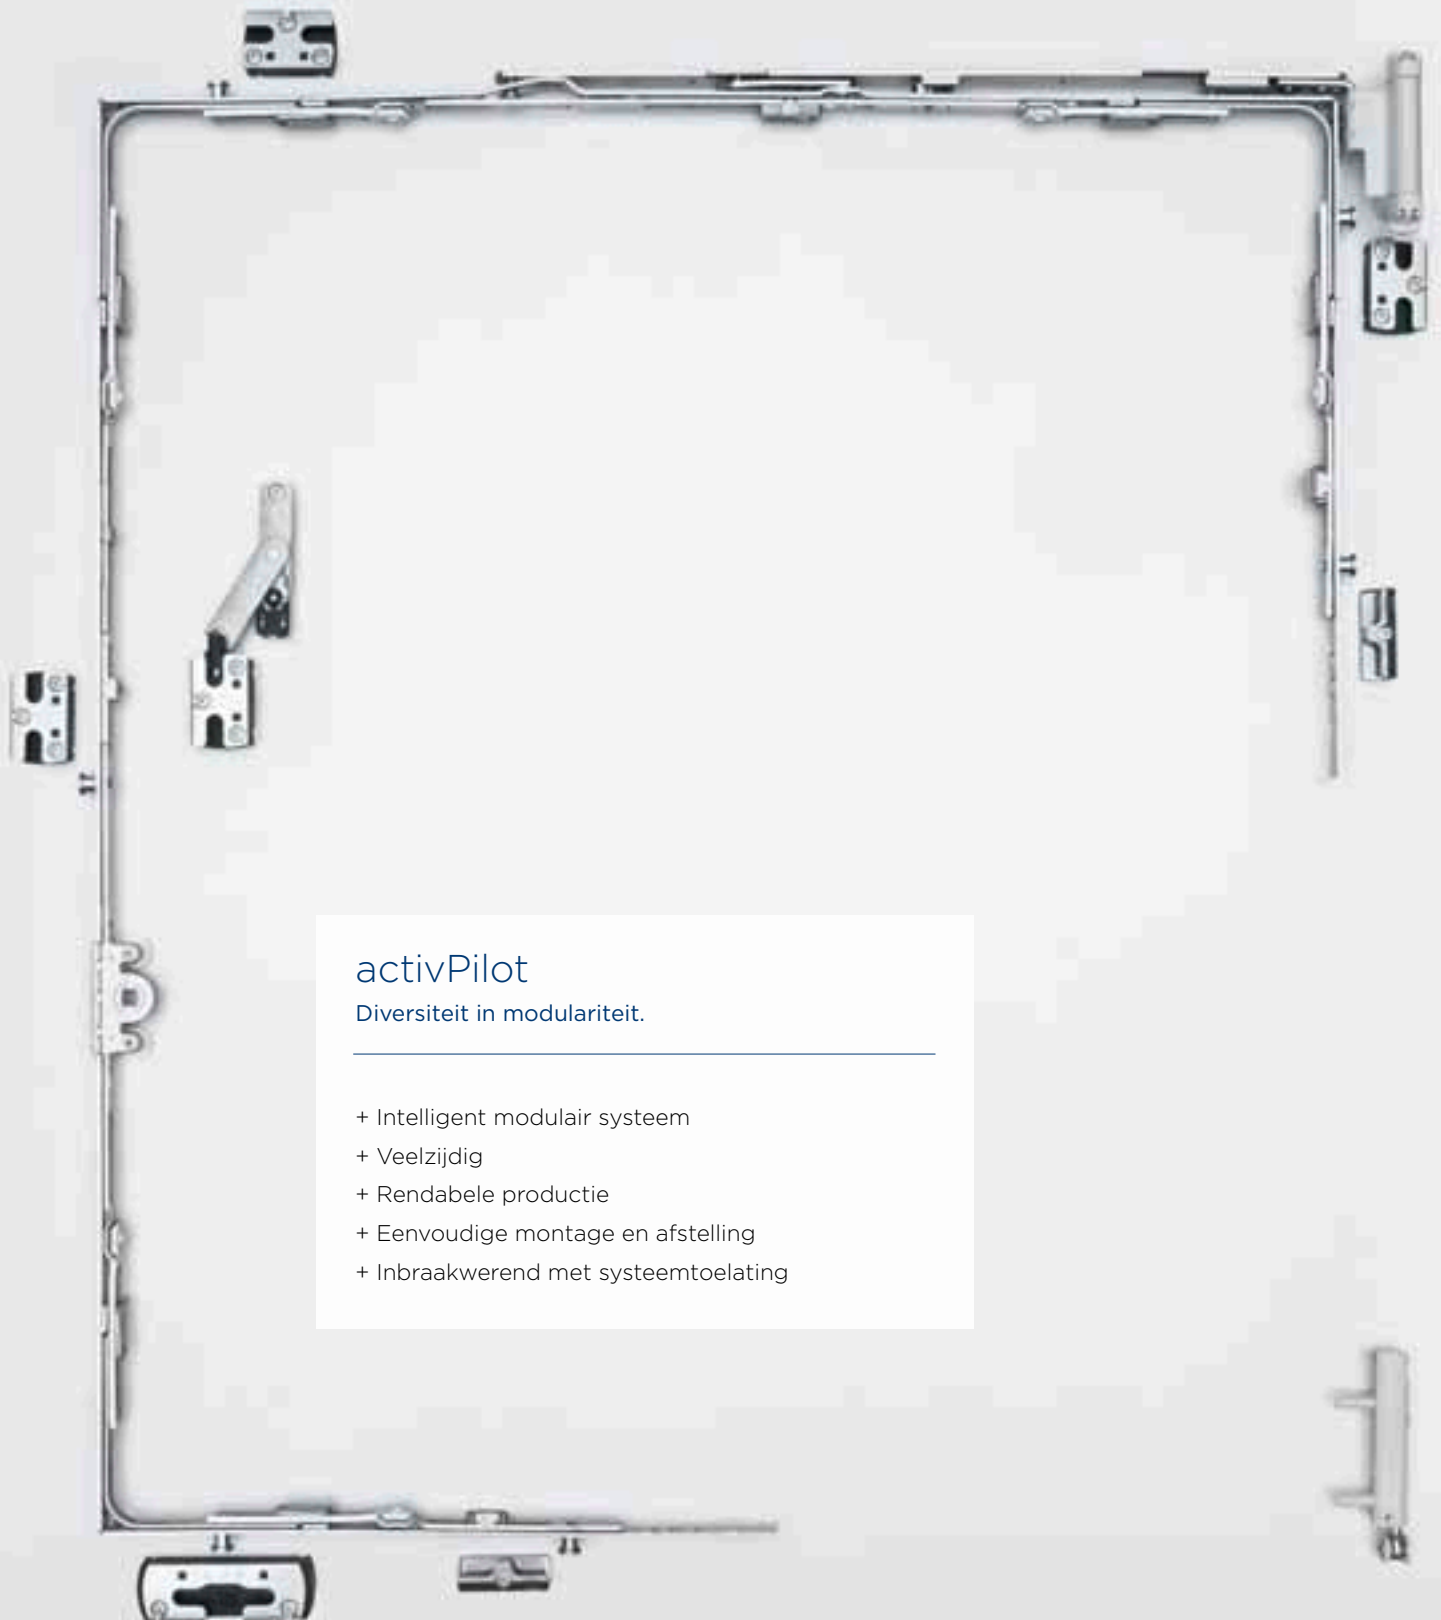 activPilot
Diversiteit in modulariteit.
+ Intelligent modulair systeem
+ Veelzijdig
+ Rendabele productie
+ Eenvoudige montage en afstelling
+ Inbraakwerend met systeemtoelating